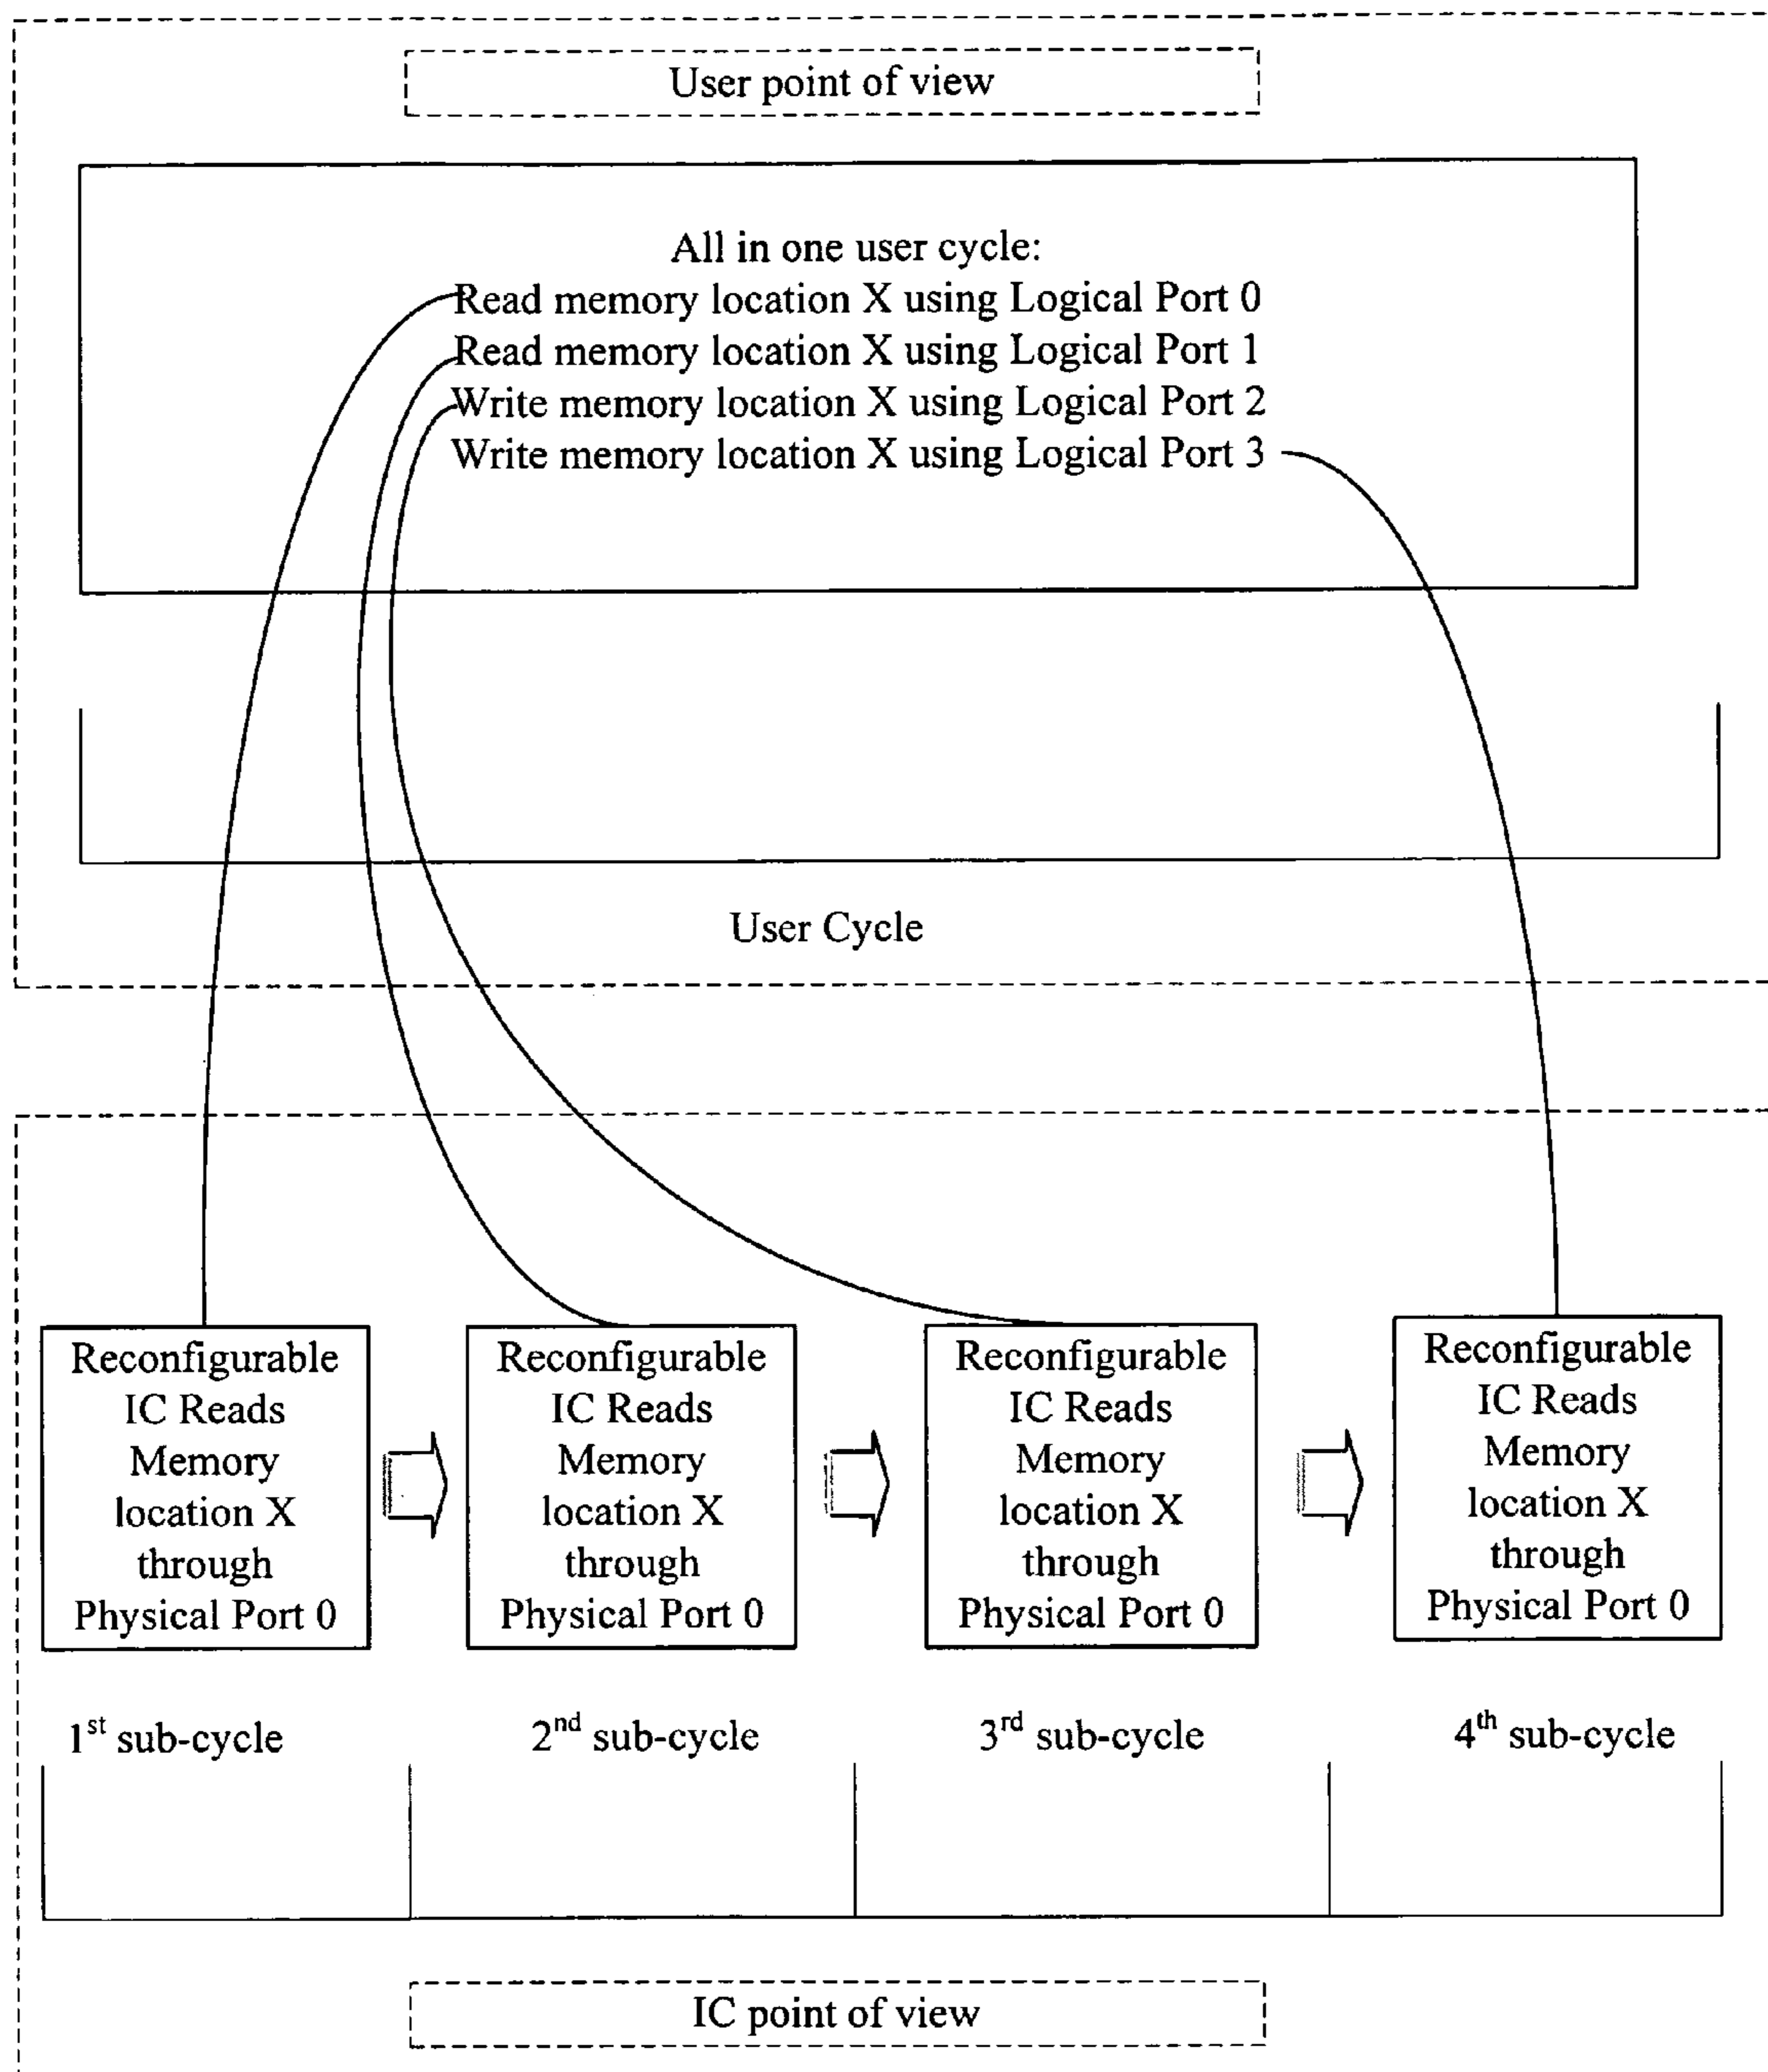 User point of view
All in one user cycle:
Read memory location X using Logical Port 0
Read memory location X using Logical Port 1
Write memory location X using Logical Port 2
Write memory location X using Logical Port 3
User Cycle
Reconfigurable
IC Reads
Memory
location X
through
Physical Port 0
Reconfigurable
IC Reads
Memory
location X
through
Physical Port 0
Reconfigurable
IC Reads
Memory
location X
through
Physical Port 0
Reconfigurable
IC Reads
Memory
location X
through
Physical Port 0
1st sub-cycle
2nd sub-cycle
3rd sub-cycle
4th sub-cycle
IC point of view